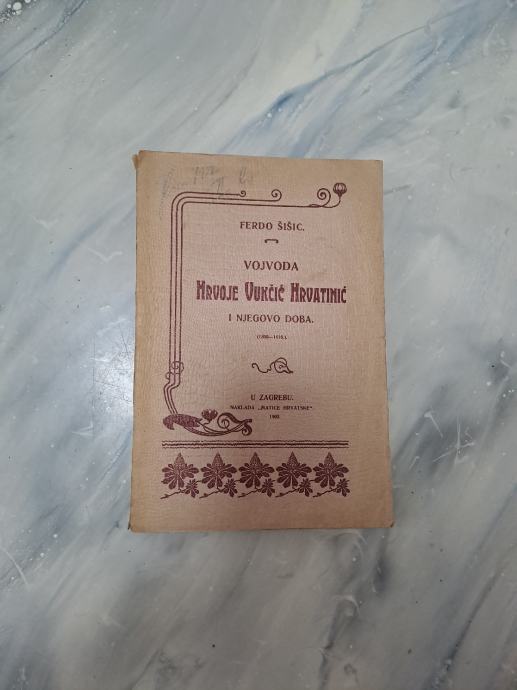 FERDO ŠIŠIC.
VOJVODA
HRVOJE VUKČIĆ HRVATINIĆ
I NJEGOVO DOBA.
U ZAGREBU.
NAKLADA „MATICE HRVATSKE“.
1902.